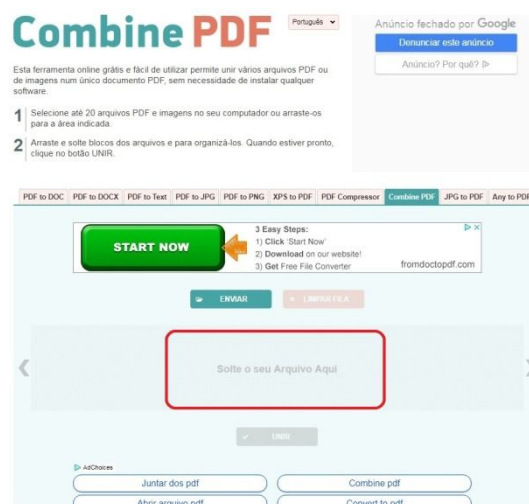 Combine PDF
Português
Anúncio fechado por Google
Denunciar este anúncio
Anúncio? Por quê?
Esta ferramenta online grátis e fácil de utilizar permite unir vários arquivos PDF ou
de imagens num único documento PDF, sem necessidade de instalar qualquer
software.
1 Selecione até 20 arquivos PDF e imagens no seu computador ou arraste-os
para a área indicada.
2 Arraste e solte blocos dos arquivos e para organizá-los. Quando estiver pronto,
clique no botão UNIR.
PDF to DOC PDF to DOCX PDF to Text PDF to JPG PDF to PNG XPS to PDF PDF Compressor Combine PDF JPG to PDF Any to PDF
START NOW
3 Easy Steps:
1) Click 'Start Now'
2) Download on our website!
3) Get Free File Converter
fromdoctopdf.com
ENVIAR
LIMPAR FILA
Solte o seu Arquivo Aqui
UNIR
AdChoices
Juntar dos pdf
Combine pdf
Abrir arquivo pdf
Convert to pdf